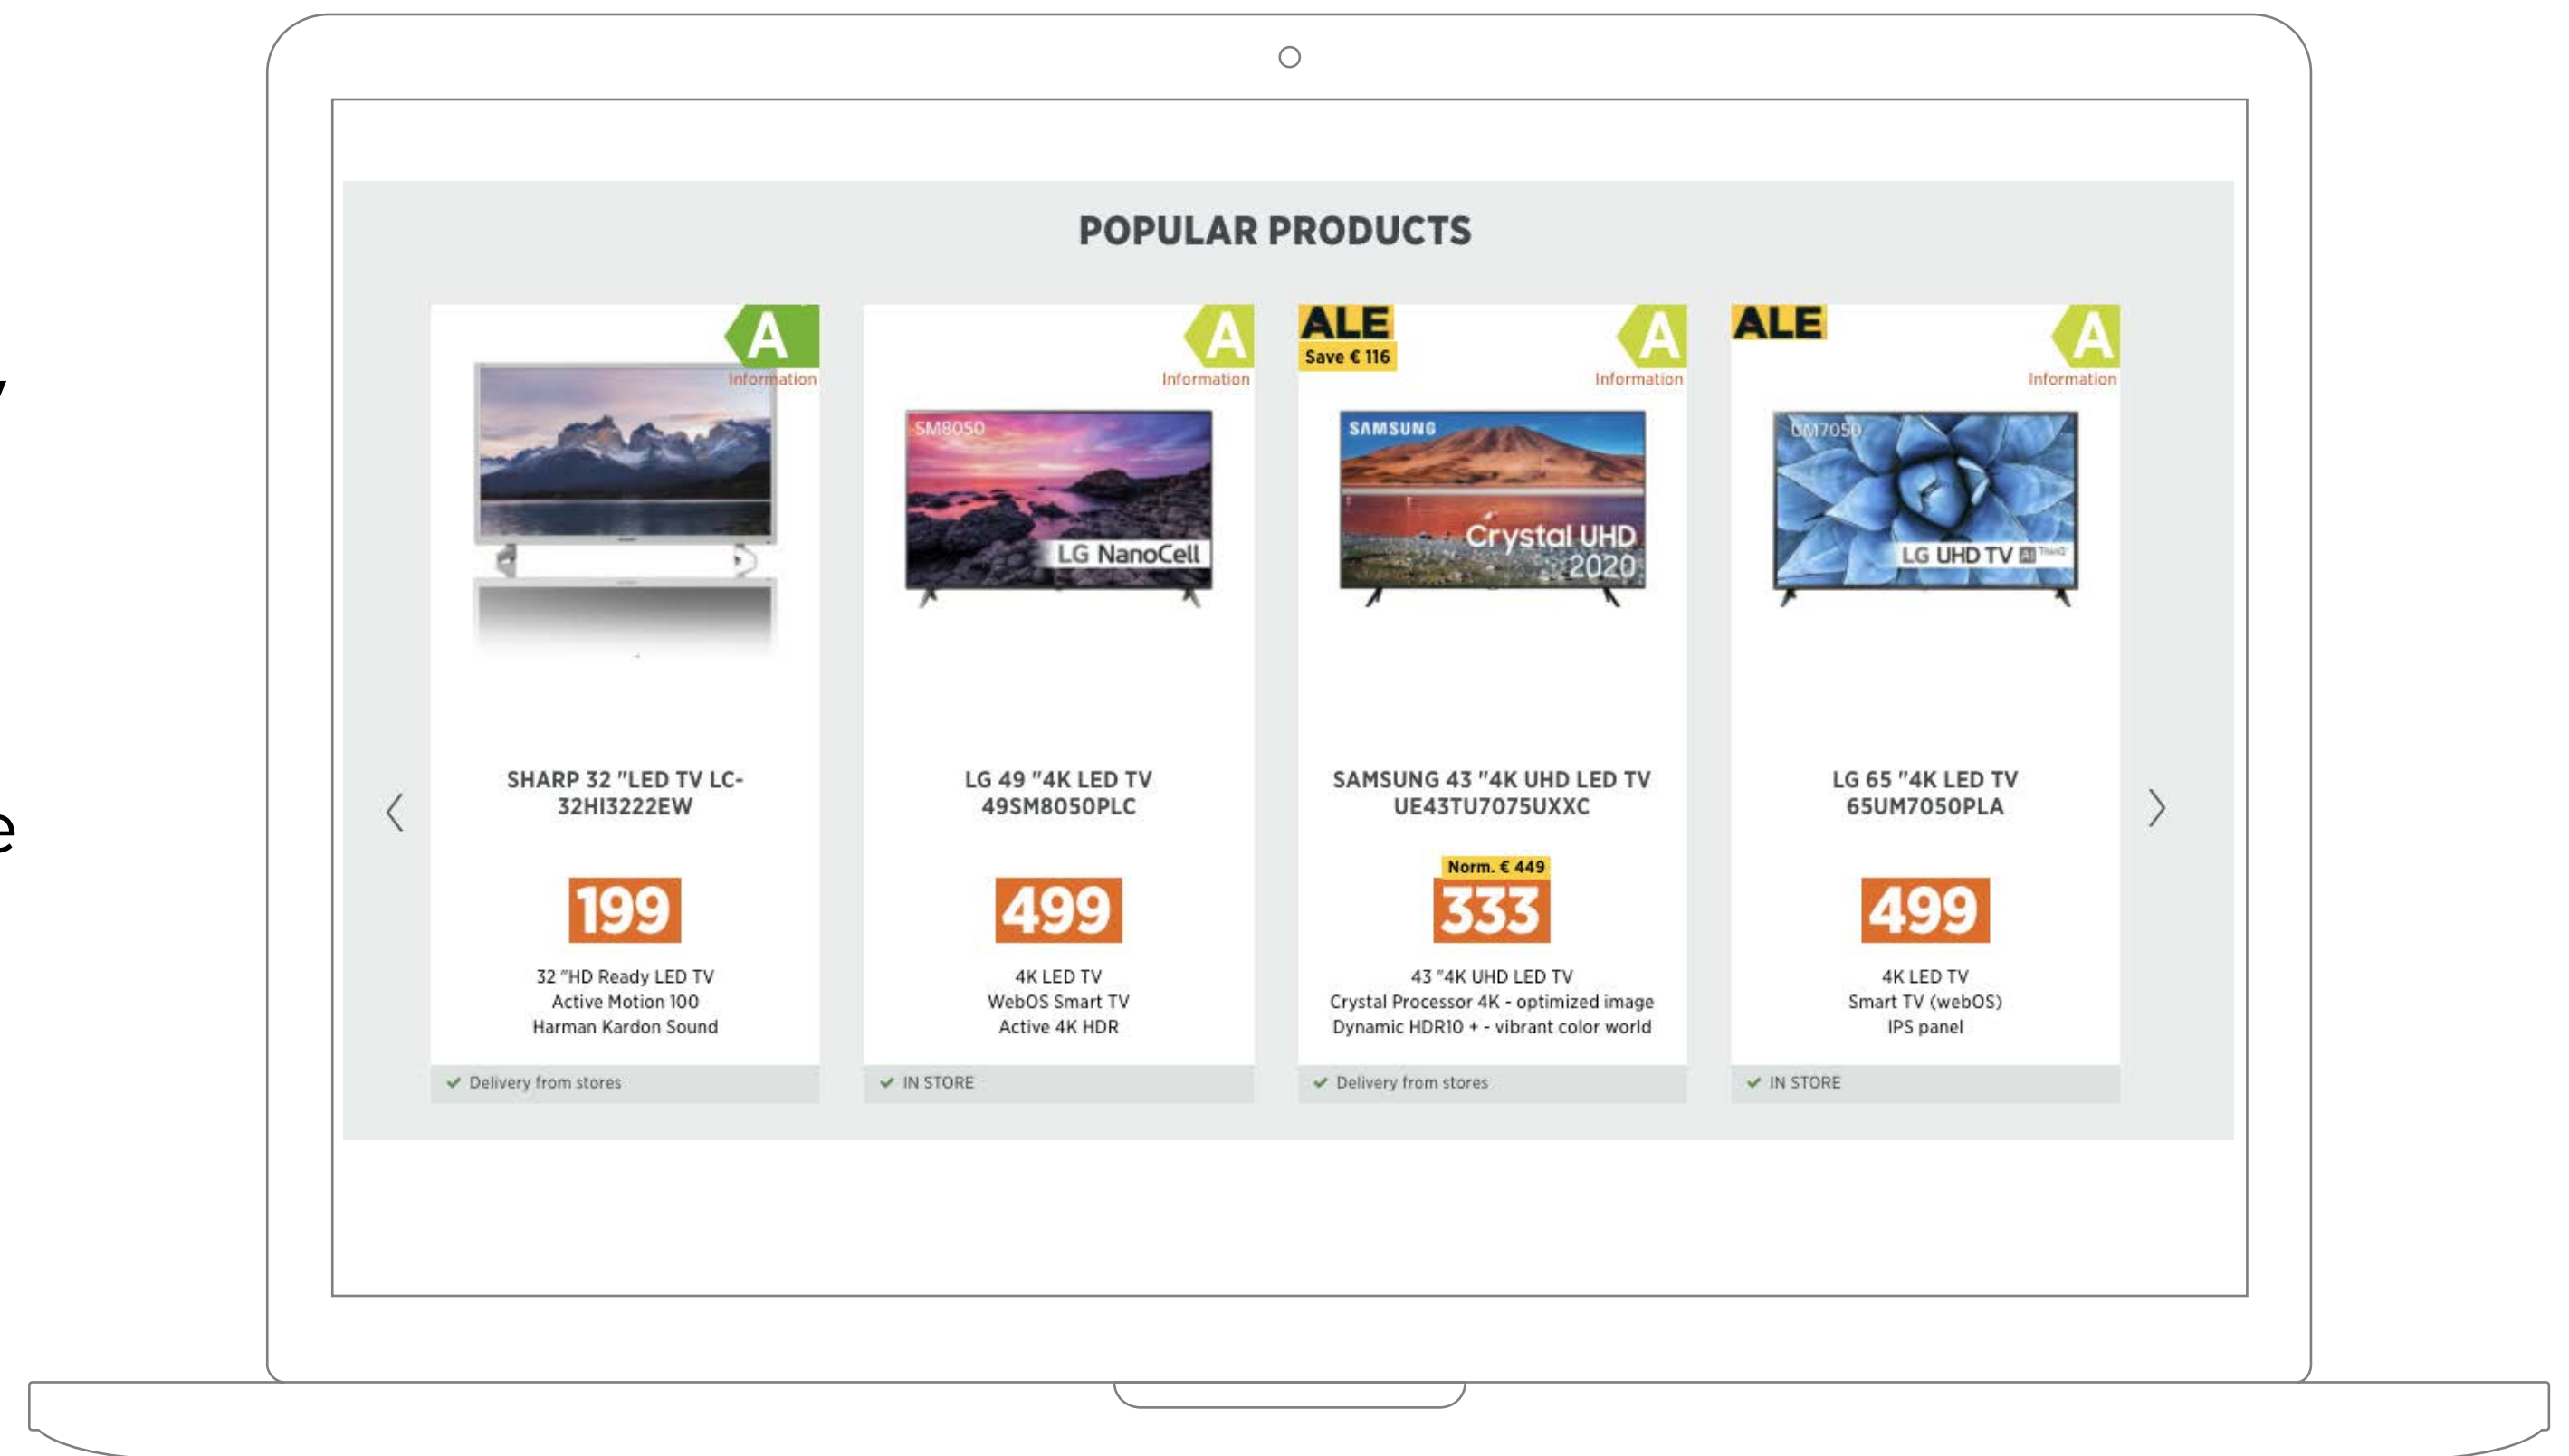 y
e
POPULAR PRODUCTS
A
Information
SHARP 32 "LED TV LC-
32HI3222EW
199
32 "HD Ready LED TV
Active Motion 100
Harman Kardon Sound
Delivery from stores
A
Information
SM8050
LG NanoCell
LG 49 "4K LED TV
49SM8050PLC
499
4K LED TV
WebOS Smart TV
Active 4K HDR
IN STORE
ALE
Save € 116
A
Information
SAMSUNG
Crystal UHD
2020
SAMSUNG 43 "4K UHD LED TV
UE43TU7075UXXC
Norm. € 449
333
43 "4K UHD LED TV
Crystal Processor 4K - optimized image
Dynamic HDR10 + - vibrant color world
Delivery from stores
ALE
A
Information
UM7050
LG UHD TV AI ThinQ
LG 65 "4K LED TV
65UM7050PLA
499
4K LED TV
Smart TV (webOS)
IPS panel
IN STORE